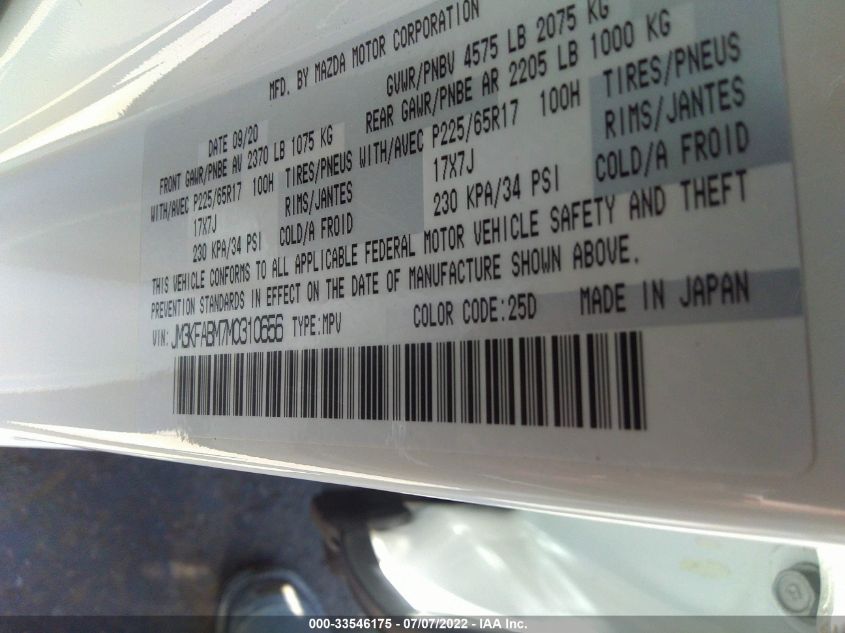 MFD. BY MAZDA MOTOR CORPORATION
DATE 09/20 GVWR/PNBV 4575 LB 2075 KG
FRONT GAWR/PNBE AV 2370 LB 1075 KG REAR GAWR/PNBE AR 2205 LB 1000 KG
WITH/AVEC P225/65R17 100H TIRES/PNEUS WITH/AVEC P225/65R17 100H TIRES/PNEUS
17X7J RIMS/JANTES 17X7J RIMS/JANTES
230 KPA/34 PSI COLD/A FROID 230 KPA/34 PSI COLD/A FROID
THIS VEHICLE CONFORMS TO ALL APPLICABLE FEDERAL MOTOR VEHICLE SAFETY AND THEFT
PREVENTION STANDARDS IN EFFECT ON THE DATE OF MANUFACTURE SHOWN ABOVE.
VIN: JM3KFABM7M0310656 TYPE:MPV COLOR CODE:25D MADE IN JAPAN
000-33546175 - 07/07/2022 - IAA Inc.